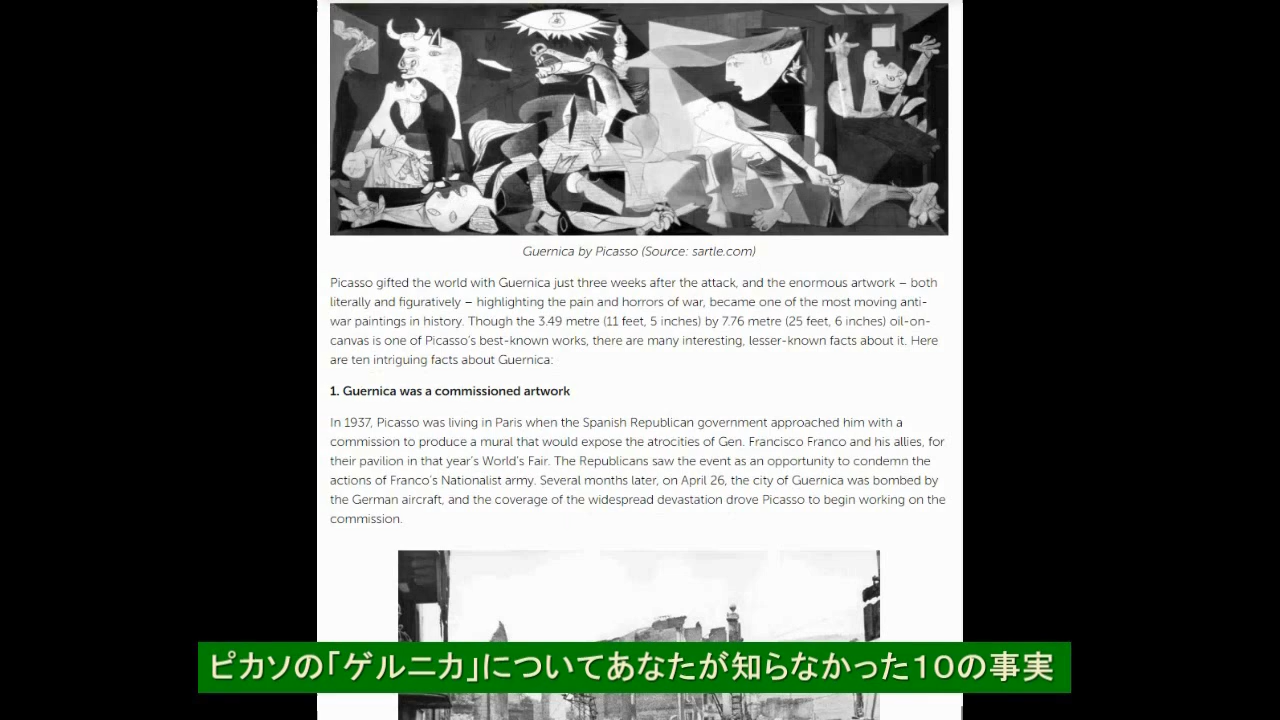 Guernica by Picasso (Source: sartle.com)
Picasso gifted the world with Guernica just three weeks after the attack, and the enormous artwork – both
literally and figuratively – highlighting the pain and horrors of war, became one of the most moving anti-
war paintings in history. Though the 3.49 metre (11 feet, 5 inches) by 7.76 metre (25 feet, 6 inches) oil-on-
canvas is one of Picasso's best-known works, there are many interesting, lesser-known facts about it. Here
are ten intriguing facts about Guernica:
1. Guernica was a commissioned artwork
In 1937, Picasso was living in Paris when the Spanish Republican government approached him with a
commission to produce a mural that would expose the atrocities of Gen. Francisco Franco and his allies, for
their pavilion in that year's World's Fair. The Republicans saw the event as an opportunity to condemn the
actions of Franco's Nationalist army. Several months later, on April 26, the city of Guernica was bombed by
the German aircraft, and the coverage of the widespread devastation drove Picasso to begin working on the
commission.
ピカソの「ゲルニカ」についてあなたが知らなかった１０の事実